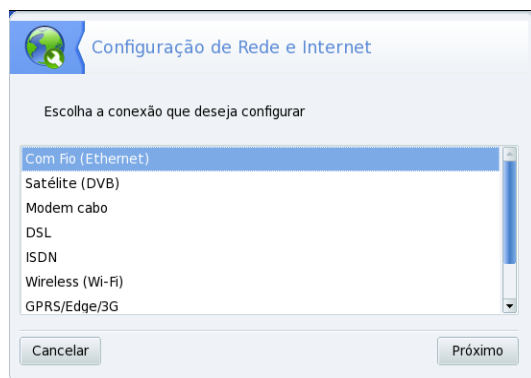 Configuração de Rede e Internet
Escolha a conexão que deseja configurar
Com Fio (Ethernet)
Satélite (DVB)
Modem cabo
DSL
ISDN
Wireless (Wi-Fi)
GPRS/Edge/3G
Cancelar
Próximo